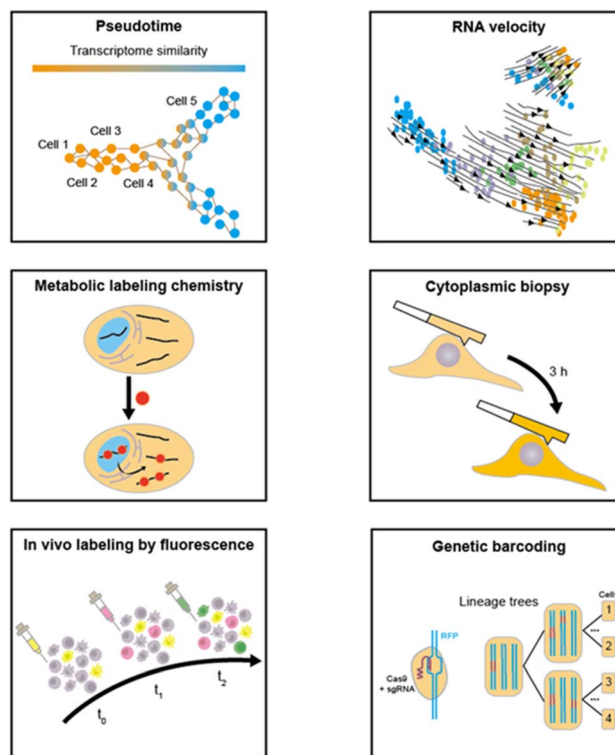 Pseudotime
Transcriptome similarity
Cell 5
Cell 3
Cell 1
Cell 2
Cell 4
RNA velocity
Metabolic labeling chemistry
Cytoplasmic biopsy
3 h
In vivo labeling by fluorescence
t0
t1
t2
Genetic barcoding
Lineage trees
RFP
Cas9
+ sgRNA
Cells
1
2
3
4
...
...